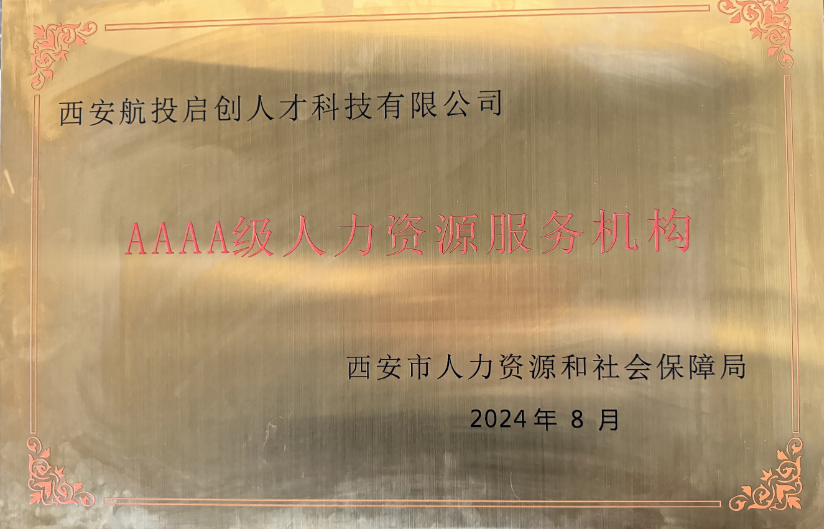 西安航投启创人才科技有限公司
AAAA级人力资源服务机构
西安市人力资源和社会保障局
2024年8月